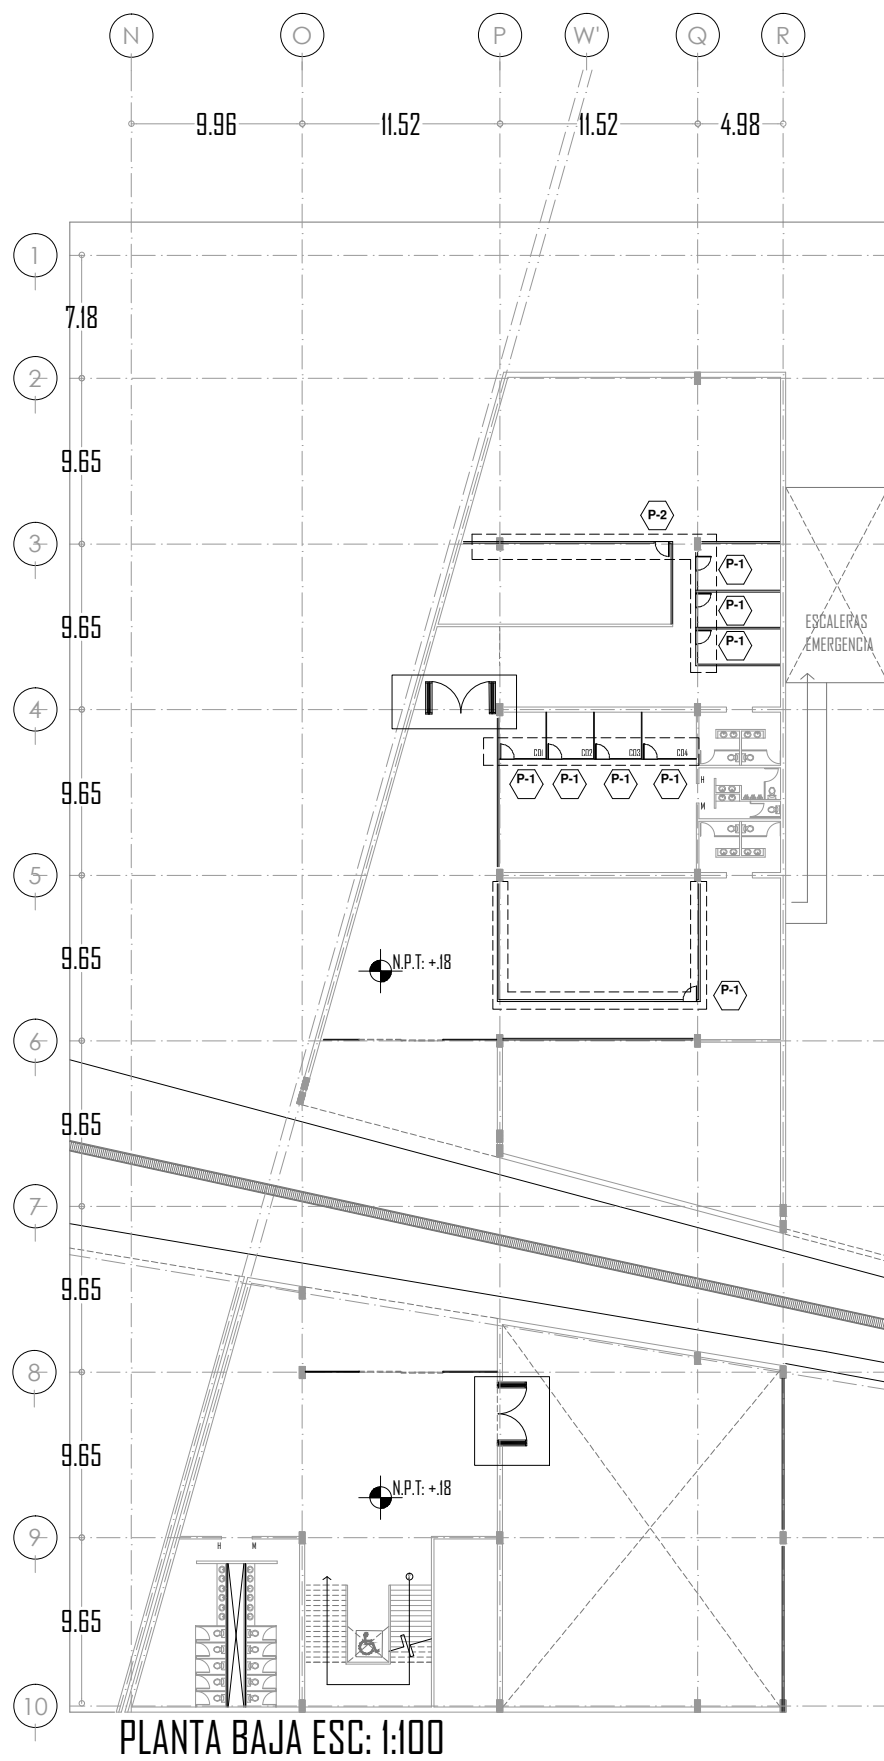 N O P W' Q R
9.96 11.52 11.52 4.98
1
7.18
2
9.65
P-2
3
P-1
P-1
ESCALERAS
9.65
P-1
EMERGENCIA
4
C01 C02 C03 C04
P-1 P-1 P-1 P-1
H
9.65
M
5
9.65
N.P.T: +.18
P-1
6
9.65
7
9.65
8
9.65
N.P.T: +.18
9
H M
9.65
10
PLANTA BAJA ESC: 1:100